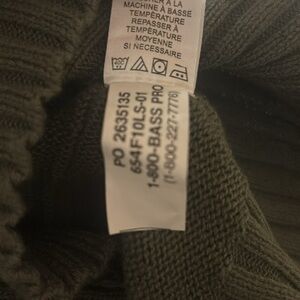 MACHINE À BASSE
TEMPÉRATURE
REPASSER À
TEMPÉRATURE
MOYENNE
SI NÉCESSAIRE
PO 2635135
654F10LS-01
1-800-BASS PRO
(1-800-227-7776)